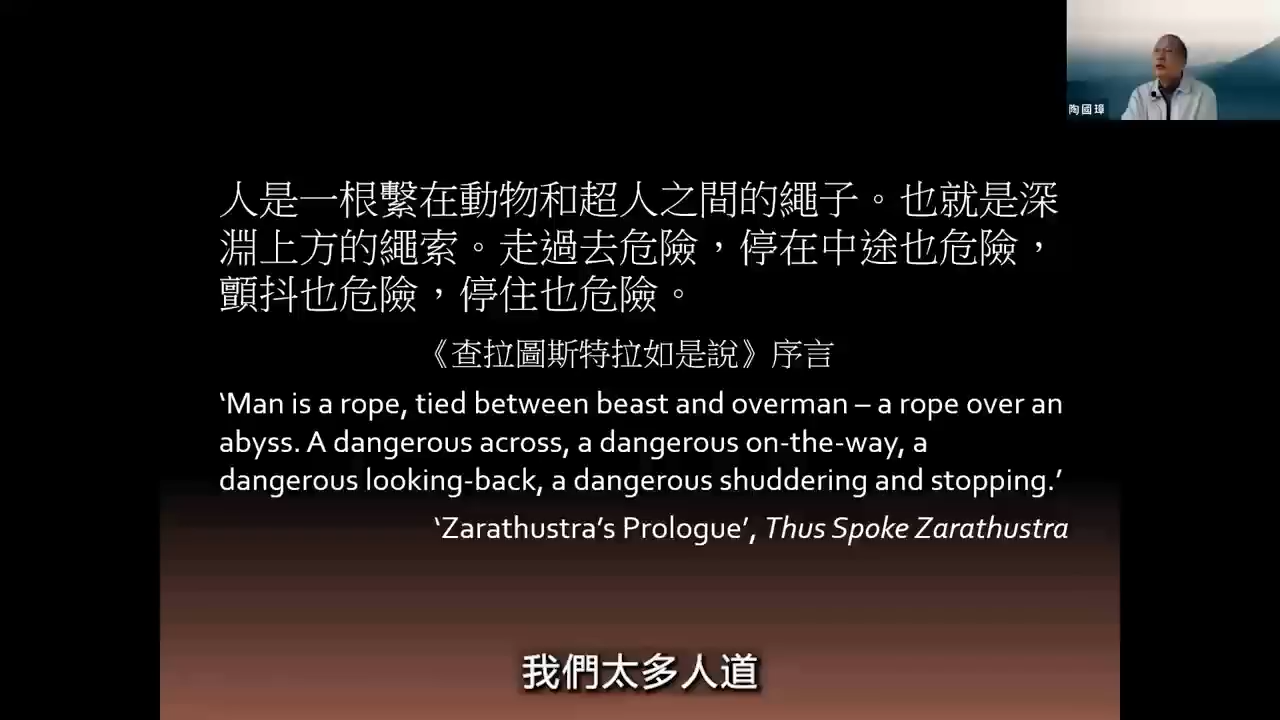 陶國璋
人是一根繫在動物和超人之間的繩子。也就是深
淵上方的繩索。走過去危險，停在中途也危險，
顫抖也危險，停住也危險。
《查拉圖斯特拉如是說》序言
‘Man is a rope, tied between beast and overman – a rope over an
abyss. A dangerous across, a dangerous on-the-way, a
dangerous looking-back, a dangerous shuddering and stopping.’
‘Zarathustra’s Prologue’, Thus Spoke Zarathustra
我們太多人道